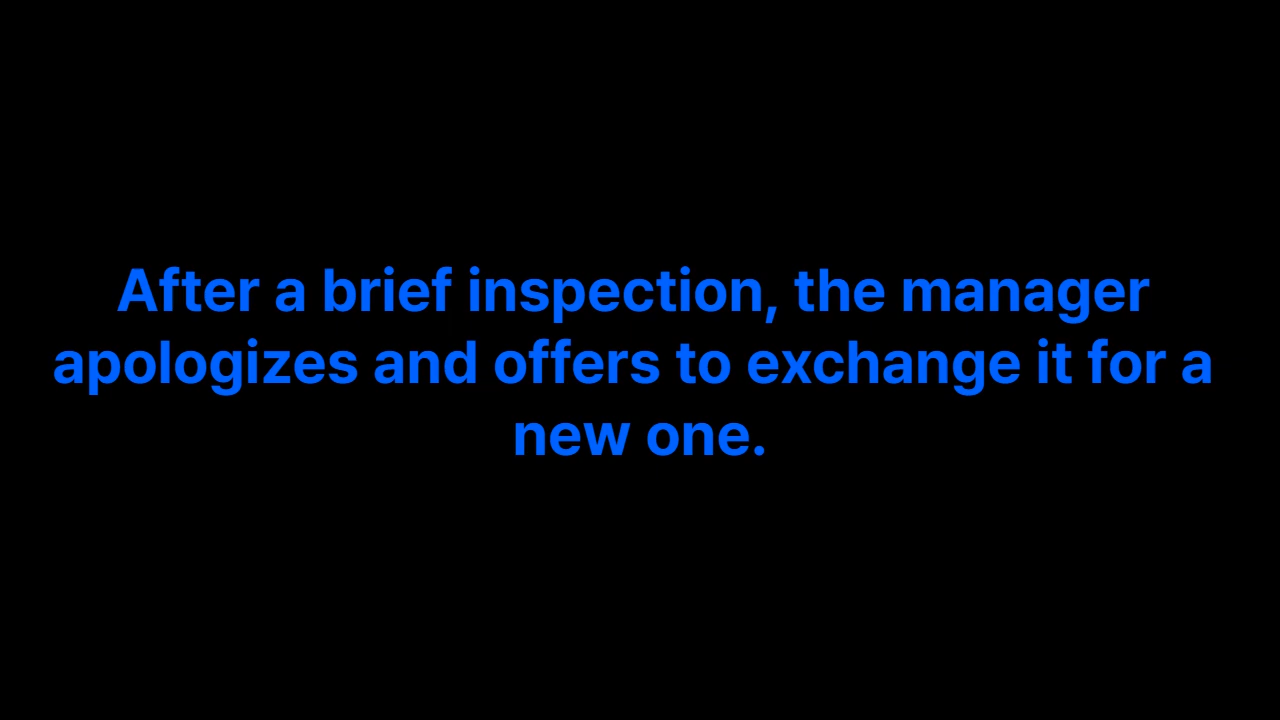 After a brief inspection, the manager
apologizes and offers to exchange it for a
new one.